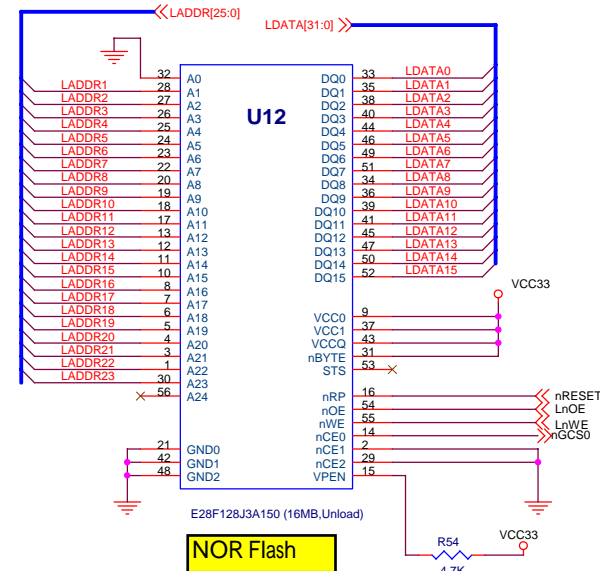 LADDR[25:0]
LDATA[31:0]
U12
32 A0 DQ0 33 LDATA0
LADDR1 28 A1 DQ1 35 LDATA1
LADDR2 27 A2 DQ2 38 LDATA2
LADDR3 26 A3 DQ3 40 LDATA3
LADDR4 25 A4 DQ4 44 LDATA4
LADDR5 24 A5 DQ5 46 LDATA5
LADDR6 23 A6 DQ6 49 LDATA6
LADDR7 22 A7 DQ7 51 LDATA7
LADDR8 20 A8 DQ8 34 LDATA8
LADDR9 19 A9 DQ9 36 LDATA9
LADDR10 18 A10 DQ10 39 LDATA10
LADDR11 17 A11 DQ11 41 LDATA11
LADDR12 13 A12 DQ12 45 LDATA12
LADDR13 12 A13 DQ13 47 LDATA13
LADDR14 11 A14 DQ14 50 LDATA14
LADDR15 10 A15 DQ15 52 LDATA15
LADDR16 8 A16
LADDR17 7 A17
LADDR18 6 A18
LADDR19 5 A19
LADDR20 4 A20
LADDR21 3 A21
LADDR22 1 A22
LADDR23 30 A23
56 A24
VCC33
VCC0 9
VCC1 37
VCCQ 43
nBYTE 31
STS 53
nRP 16 nRESET
nOE 54 LnOE
nWE 55 LnWE
nCE0 14 nGCS0
21 GND0 nCE1 2
42 GND1 nCE2 29
48 GND2 VPEN 15
E28F128J3A150 (16MB,Unload)
NOR Flash
R54
VCC33
4.7K